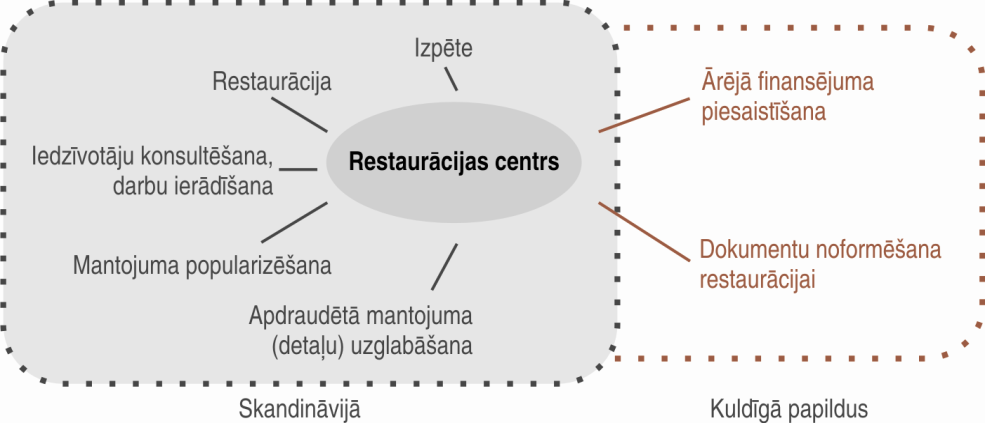 Izpēte
Restaurācija
Iedzīvotāju konsultēšana,
darbu ierādīšana
Restaurācijas centrs
Mantojuma popularizēšana
Apdraudētā mantojuma
(detaļu) uzglabāšana
Ārējā finansējuma
piesaistīšana
Dokumentu noformēšana
restaurācijai
Skandināvijā
Kuldīgā papildus